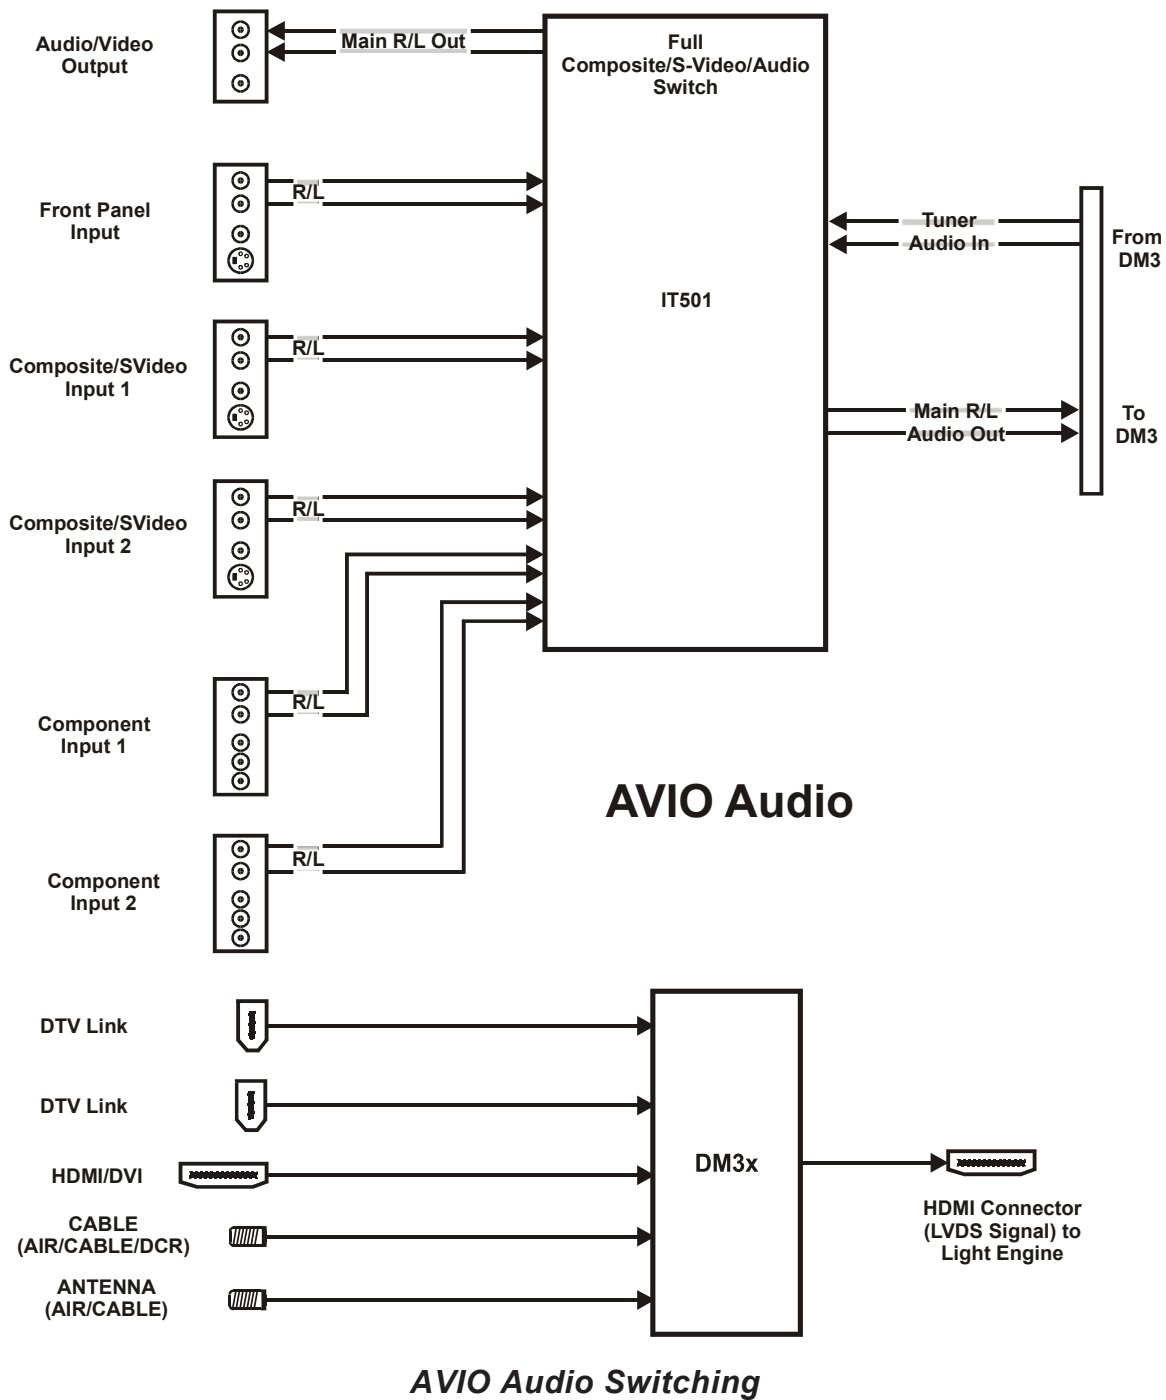 Audio/Video
Output
Main R/L Out
Full
Composite/S-Video/Audio
Switch
Front Panel
Input
R/L
Tuner
Audio In
From
DM3
IT501
Composite/SVideo
Input 1
R/L
Main R/L
Audio Out
To
DM3
Composite/SVideo
Input 2
R/L
Component
Input 1
R/L
AVIO Audio
Component
Input 2
R/L
DTV Link
DTV Link
HDMI/DVI
CABLE
(AIR/CABLE/DCR)
ANTENNA
(AIR/CABLE)
DM3x
HDMI Connector
(LVDS Signal) to
Light Engine
AVIO Audio Switching